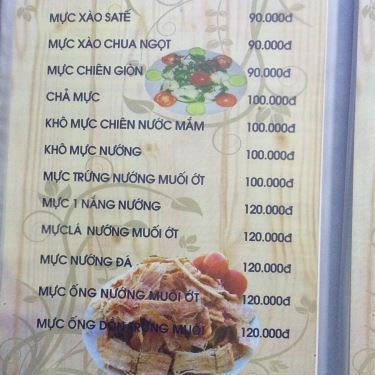 MỰC XÀO SATẾ 90.000đ
MỰC XÀO CHUA NGỌT 90.000đ
MỰC CHIÊN GIÒN 90.000đ
CHẢ MỰC 100.000đ
KHÔ MỰC CHIÊN NƯỚC MẮM 100.000đ
KHÔ MỰC NƯỚNG 100.000đ
MỰC TRỨNG NƯỚNG MUỐI ỚT 100.000đ
MỰC 1 NẮNG NƯỚNG 120.000đ
MỰCLÁ NƯỚNG MUỐI ỚT 120.000đ
MỰC NƯỚNG ĐÁ 120.000đ
MỰC ỐNG NƯỚNG MUỐI ỚT 120.000đ
MỰC ỐNG DỒN TRỨNG MUỐI 120.000đ